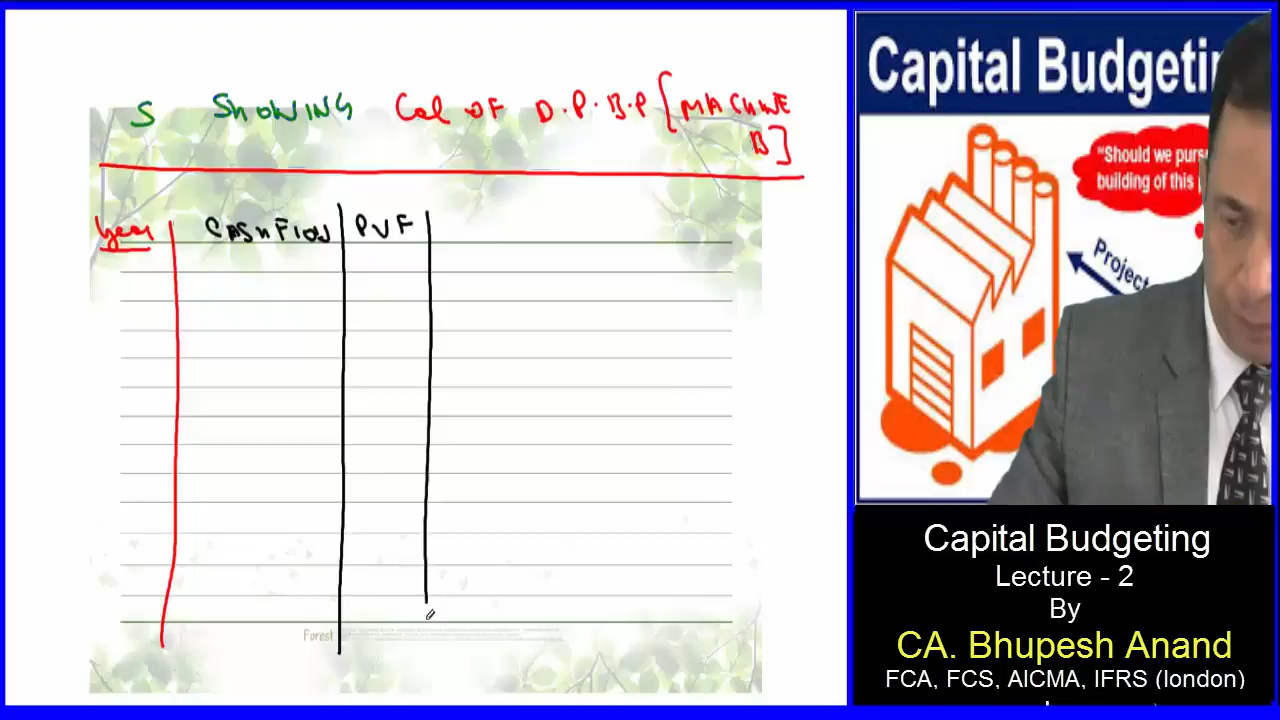 S SHOWING Cal OF D.P.B.P [MACHINE
B]
Year CASH FLOW PVF
Forest
Capital Budgetin
"Should we purs
building of this
Project
Capital Budgeting
Lecture - 2
By
CA. Bhupesh Anand
FCA, FCS, AICMA, IFRS (london)